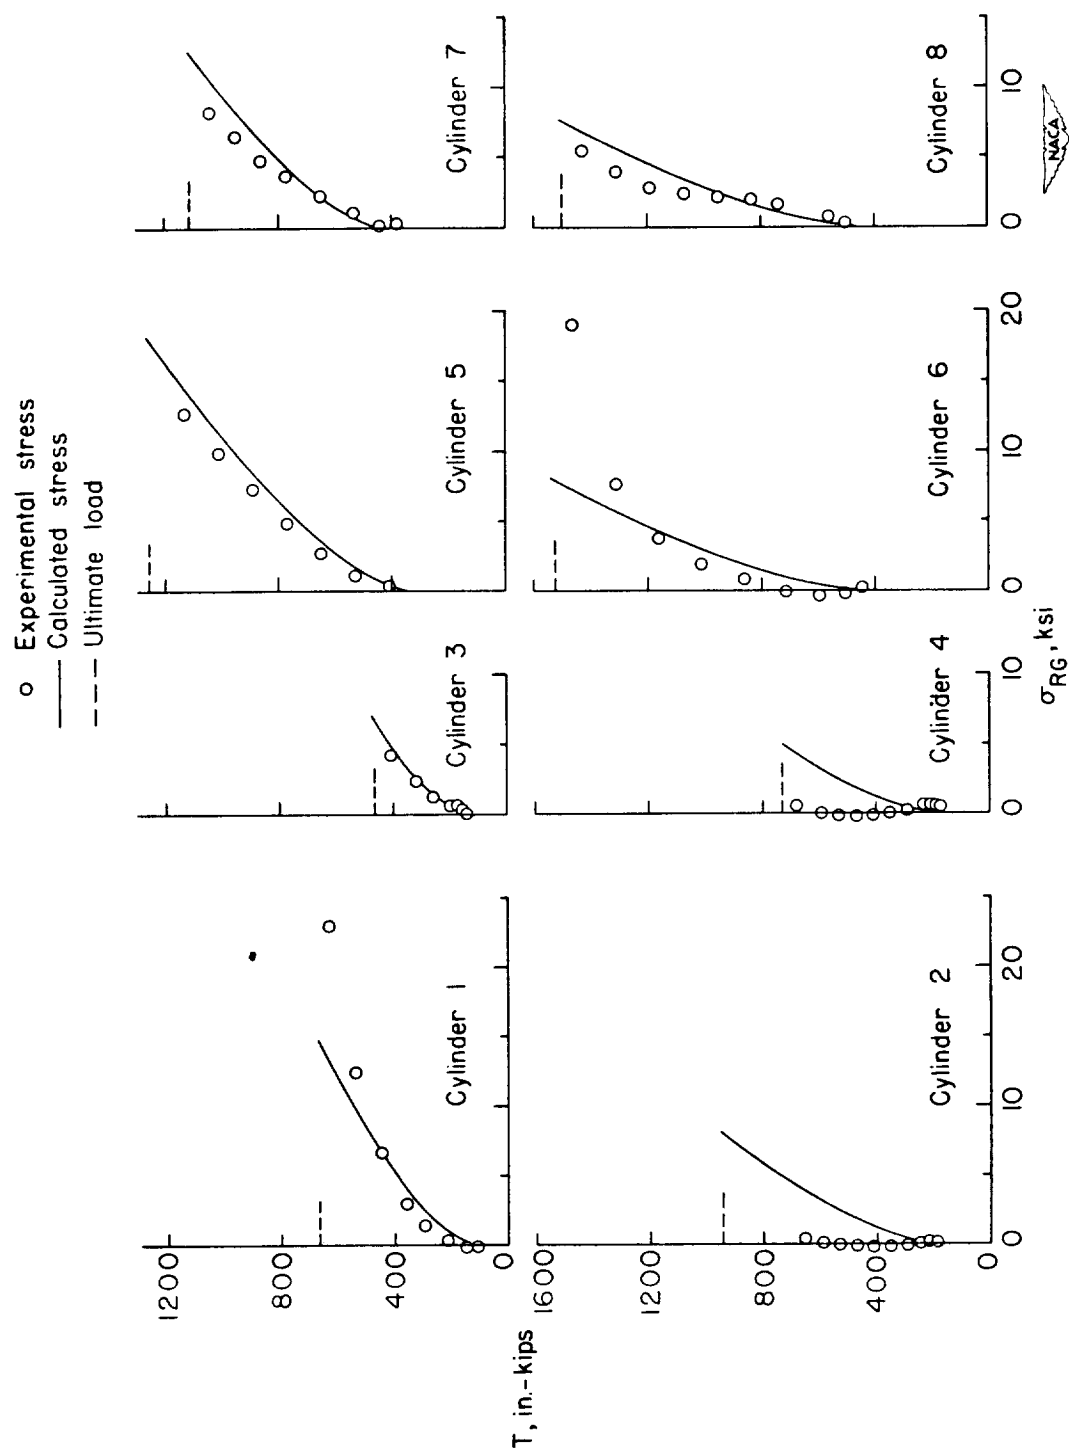 Experimental stress
Calculated stress
Ultimate load
1200
800
400
0
Cylinder 1
Cylinder 3
Cylinder 5
Cylinder 7
T, in.-kips
1600
1200
800
400
0
Cylinder 2
Cylinder 4
Cylinder 6
Cylinder 8
0
10
20
0
10
0
10
20
0
10
σRG, ksi
NACA